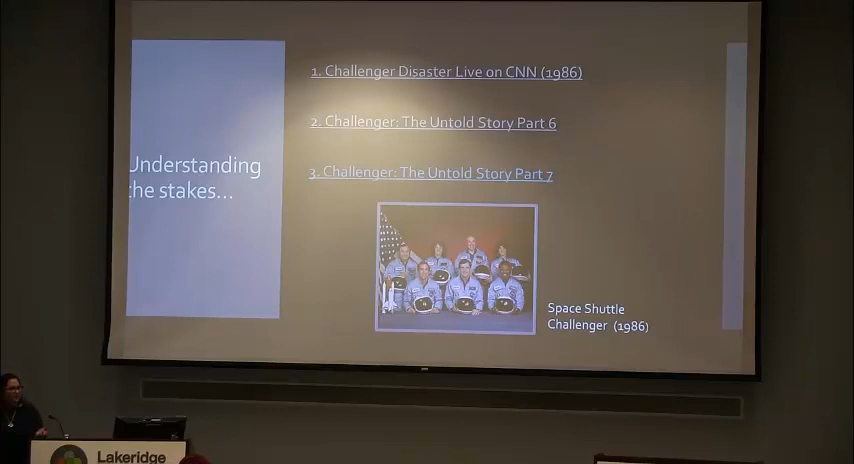 Understanding
the stakes...
1. Challenger Disaster Live on CNN (1986)
2. Challenger: The Untold Story Part 6
3. Challenger: The Untold Story Part 7
Space Shuttle
Challenger (1986)
Lakeridge